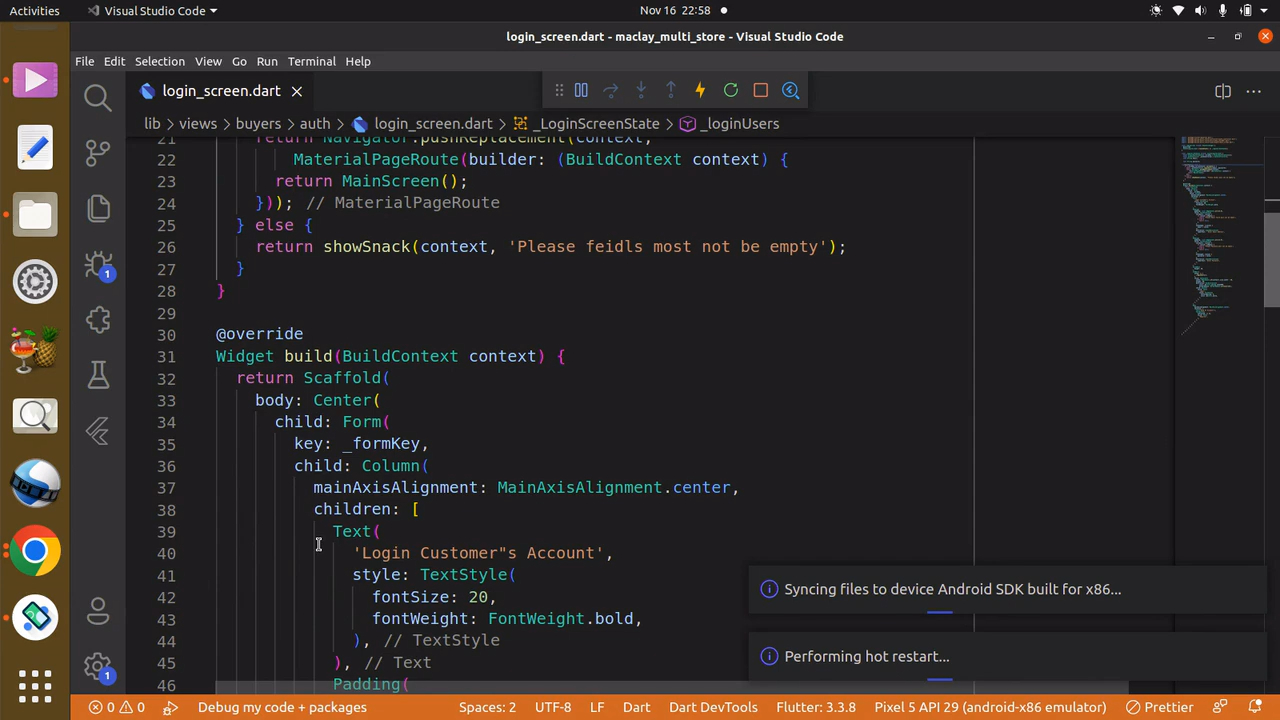 Activities
Visual Studio Code
Nov 16 22:58
login_screen.dart - maclay_multi_store - Visual Studio Code
File Edit Selection View Go Run Terminal Help
login_screen.dart
lib > views > buyers > auth > login_screen.dart > _LoginScreenState > _loginUsers
21 return Navigator.pushReplacement(context,
22 MaterialPageRoute(builder: (BuildContext context) {
23 return MainScreen();
24 })); // MaterialPageRoute
25 } else {
26 return showSnack(context, 'Please feidls most not be empty');
27 }
28 }
29
30 @override
31 Widget build(BuildContext context) {
32 return Scaffold(
33 body: Center(
34 child: Form(
35 key: _formKey,
36 child: Column(
37 mainAxisAlignment: MainAxisAlignment.center,
38 children: [
39 Text(
40 'Login Customer"s Account',
41 style: TextStyle(
42 fontSize: 20,
43 fontWeight: FontWeight.bold,
44 ), // TextStyle
45 ), // Text
46 Padding(
1
1
Syncing files to device Android SDK built for x86...
Performing hot restart...
0 0 Debug my code + packages Spaces: 2 UTF-8 LF Dart Dart DevTools Flutter: 3.3.8 Pixel 5 API 29 (android-x86 emulator) Prettier